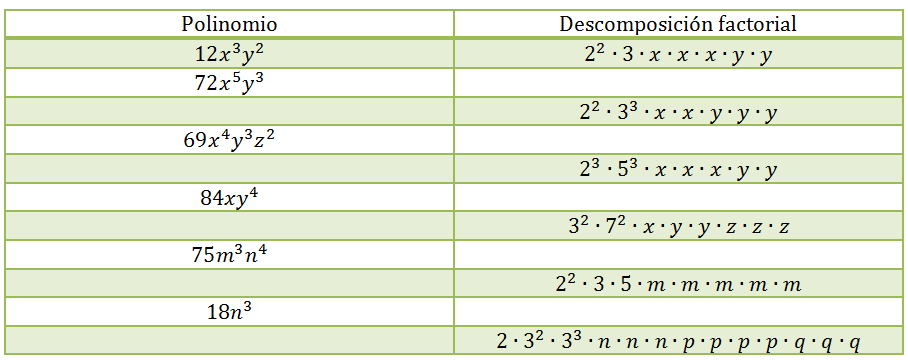 Polinomio Descomposición factorial
12x³y² 2² · 3 · x · x · x · y · y
72x⁵y³
2² · 3³ · x · x · y · y · y
69x⁴y³z²
2³ · 5³ · x · x · x · y · y
84xy⁴
3² · 7² · x · y · y · z · z · z
75m³n⁴
2² · 3 · 5 · m · m · m · m · m
18n³
2 · 3² · 3³ · n · n · n · p · p · p · p · q · q · q